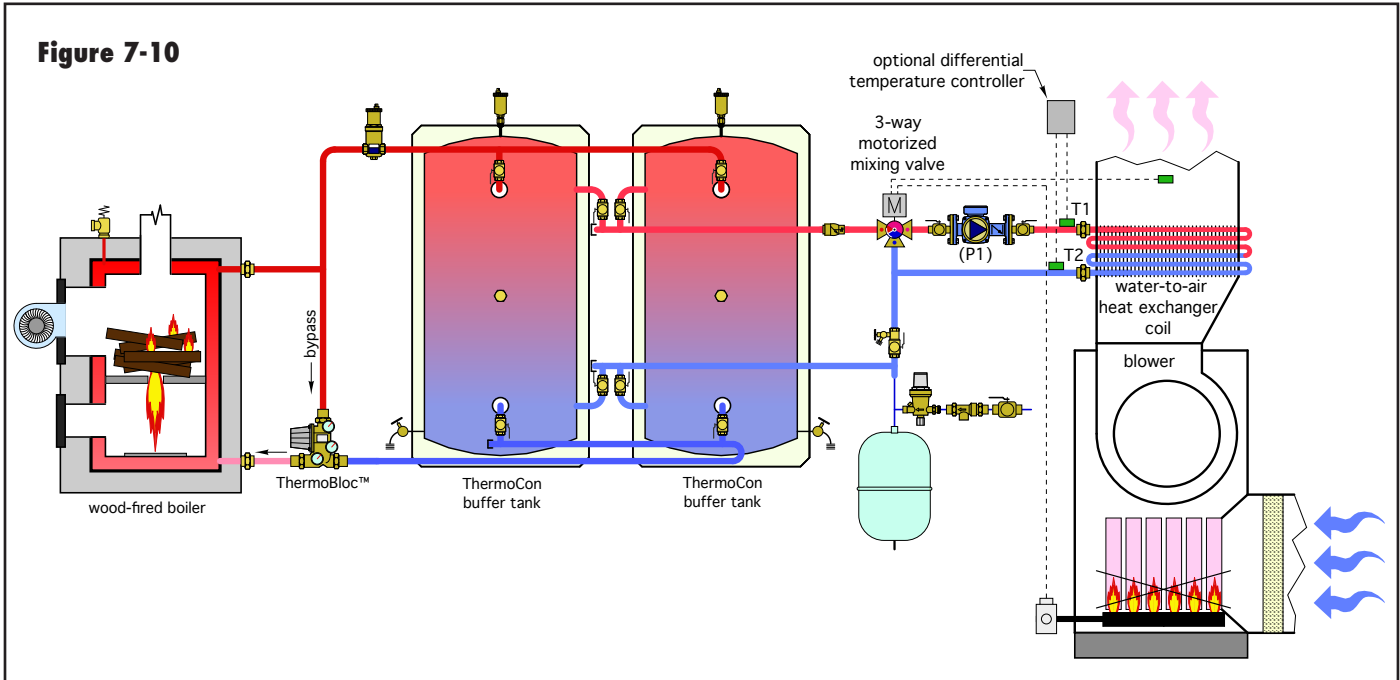 Figure 7-10
optional differential
temperature controller
3-way
motorized
mixing valve
M
T1
(P1)
T2
water-to-air
heat exchanger
coil
bypass
blower
ThermoBloc™
wood-fired boiler
ThermoCon
buffer tank
ThermoCon
buffer tank